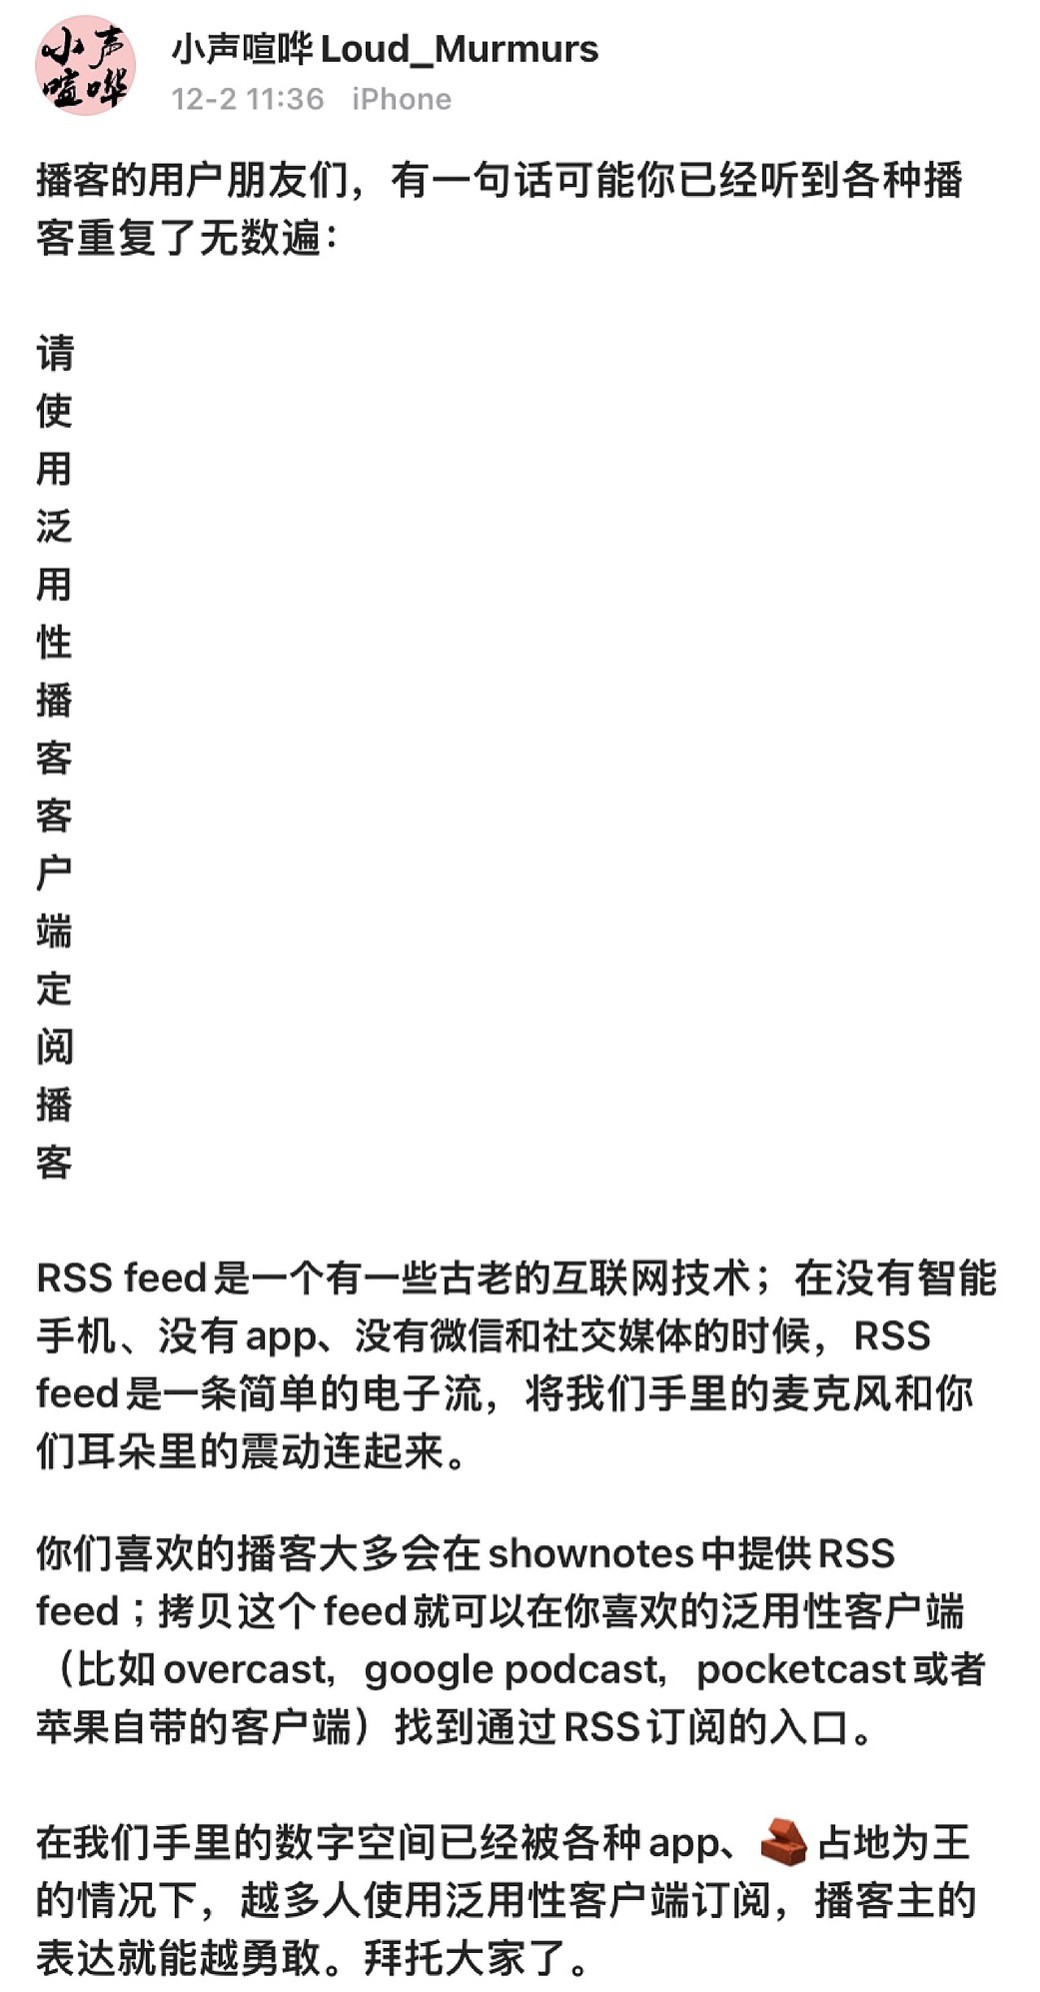 小声喧哗
小声喧哗Loud_Murmurs
12-2 11:36 iPhone
播客的用户朋友们，有一句话可能你已经听到各种播
客重复了无数遍：
请
使
用
泛
用
性
播
客
客
户
端
定
阅
播
客
RSS feed是一个有一些古老的互联网技术；在没有智能
手机、没有app、没有微信和社交媒体的时候，RSS
feed是一条简单的电子流，将我们手里的麦克风和你
们耳朵里的震动连起来。
你们喜欢的播客大多会在shownotes中提供RSS
feed；拷贝这个feed就可以在你喜欢的泛用性客户端
（比如overcast，google podcast，pocketcast或者
苹果自带的客户端）找到通过RSS订阅的入口。
在我们手里的数字空间已经被各种app、🧱占地为王
的情况下，越多人使用泛用性客户端订阅，播客主的
表达就能越勇敢。拜托大家了。